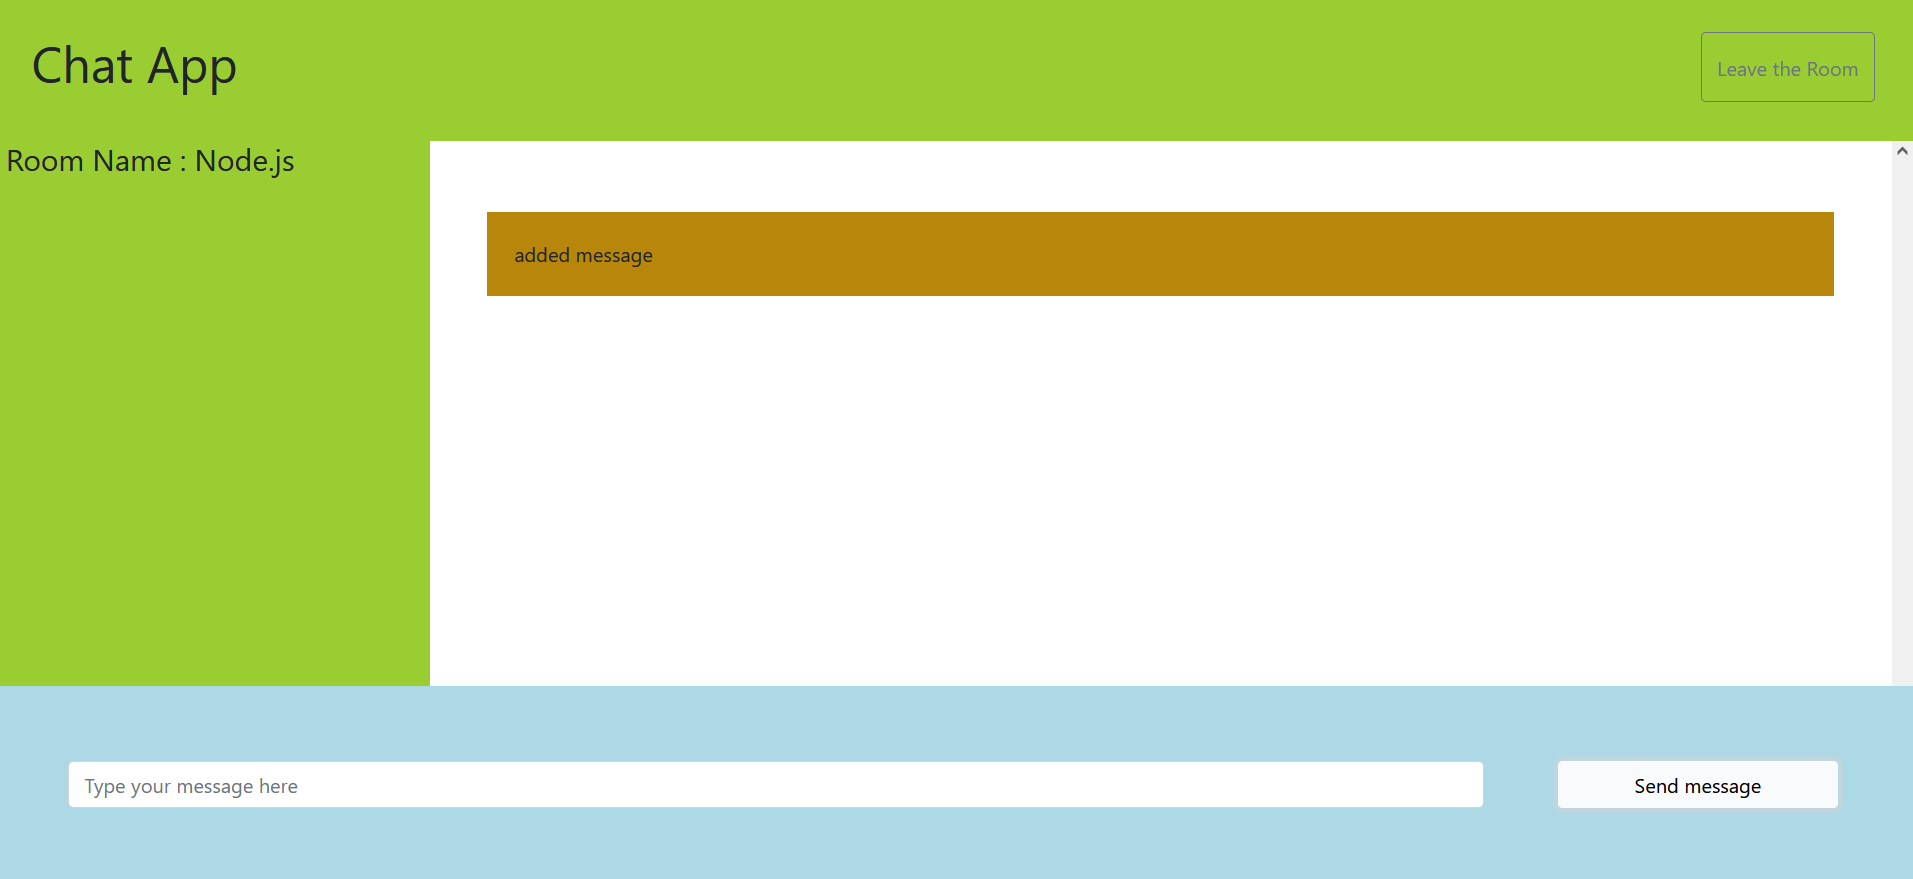 Chat App
Leave the Room
Room Name : Node.js
added message
Type your message here
Send message